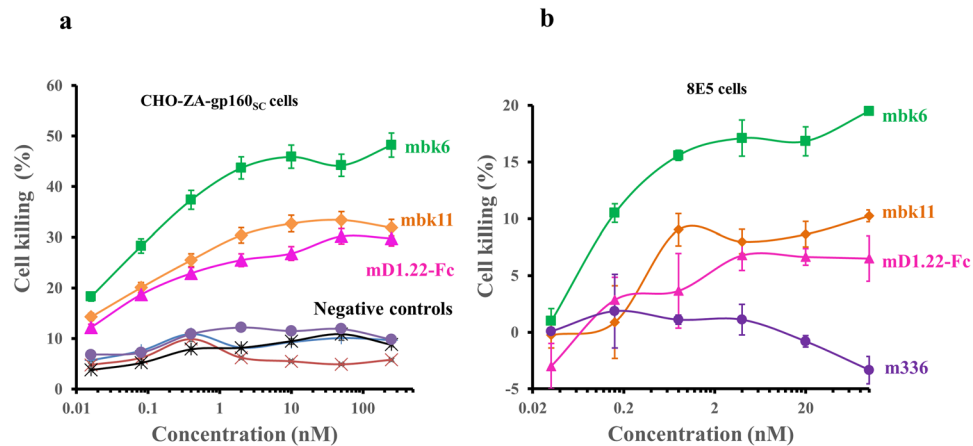 a
CHO-ZA-gp160SC cells
Cell killing (%)
60
50
40
30
20
10
0
0.01
0.1
1
10
100
Concentration (nM)
mbk6
mbk11
mD1.22-Fc
Negative controls
b
8E5 cells
Cell killing (%)
20
15
10
5
0
-5
0.02
0.2
2
20
Concentration (nM)
mbk6
mbk11
mD1.22-Fc
m336